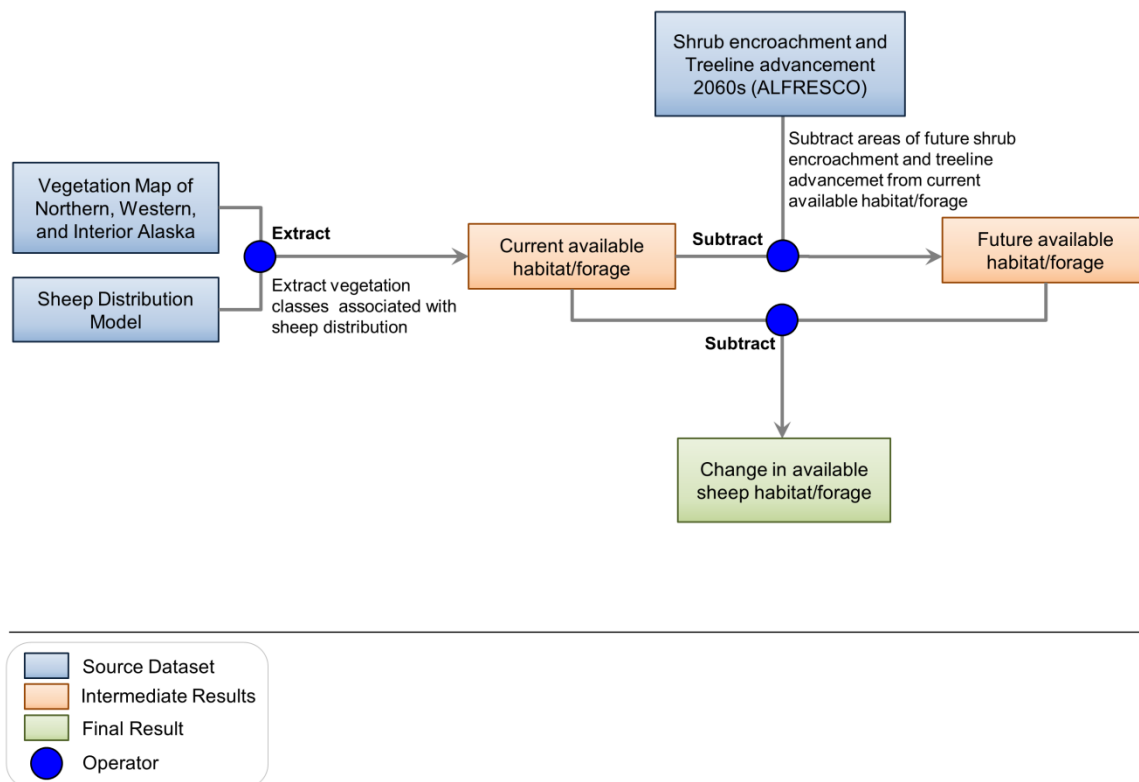 Shrub encroachment and
Treeline advancement
2060s (ALFRESCO)
Subtract areas of future shrub
encroachment and treeline
advancemet from current
available habitat/forage
Vegetation Map of
Northern, Western,
and Interior Alaska
Extract
Sheep Distribution
Model
Extract vegetation
classes associated with
sheep distribution
Current available
habitat/forage
Subtract
Future available
habitat/forage
Subtract
Change in available
sheep habitat/forage
Source Dataset
Intermediate Results
Final Result
Operator